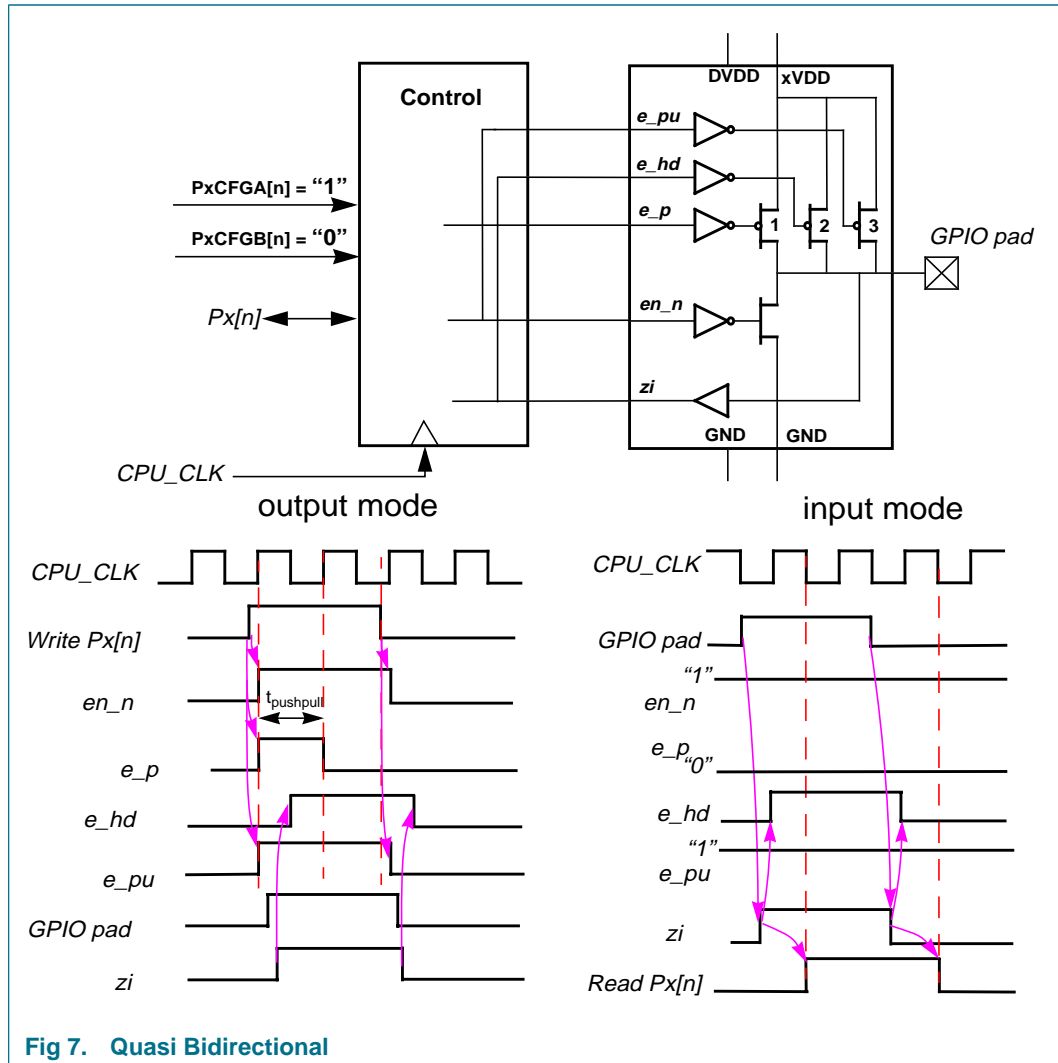 DVDD
xVDD
Control
e_pu
e_hd
PxCFGA[n] = “1”
PxCFGB[n] = “0”
e_p
1
2
3
GPIO pad
Px[n]
en_n
zi
GND
GND
CPU_CLK
output mode
input mode
CPU_CLK
Write Px[n]
en_n
tpushpull
e_p
e_hd
e_pu
GPIO pad
zi
CPU_CLK
GPIO pad
“1”
en_n
e_p
“0”
e_hd
“1”
e_pu
zi
Read Px[n]
Fig 7. Quasi Bidirectional